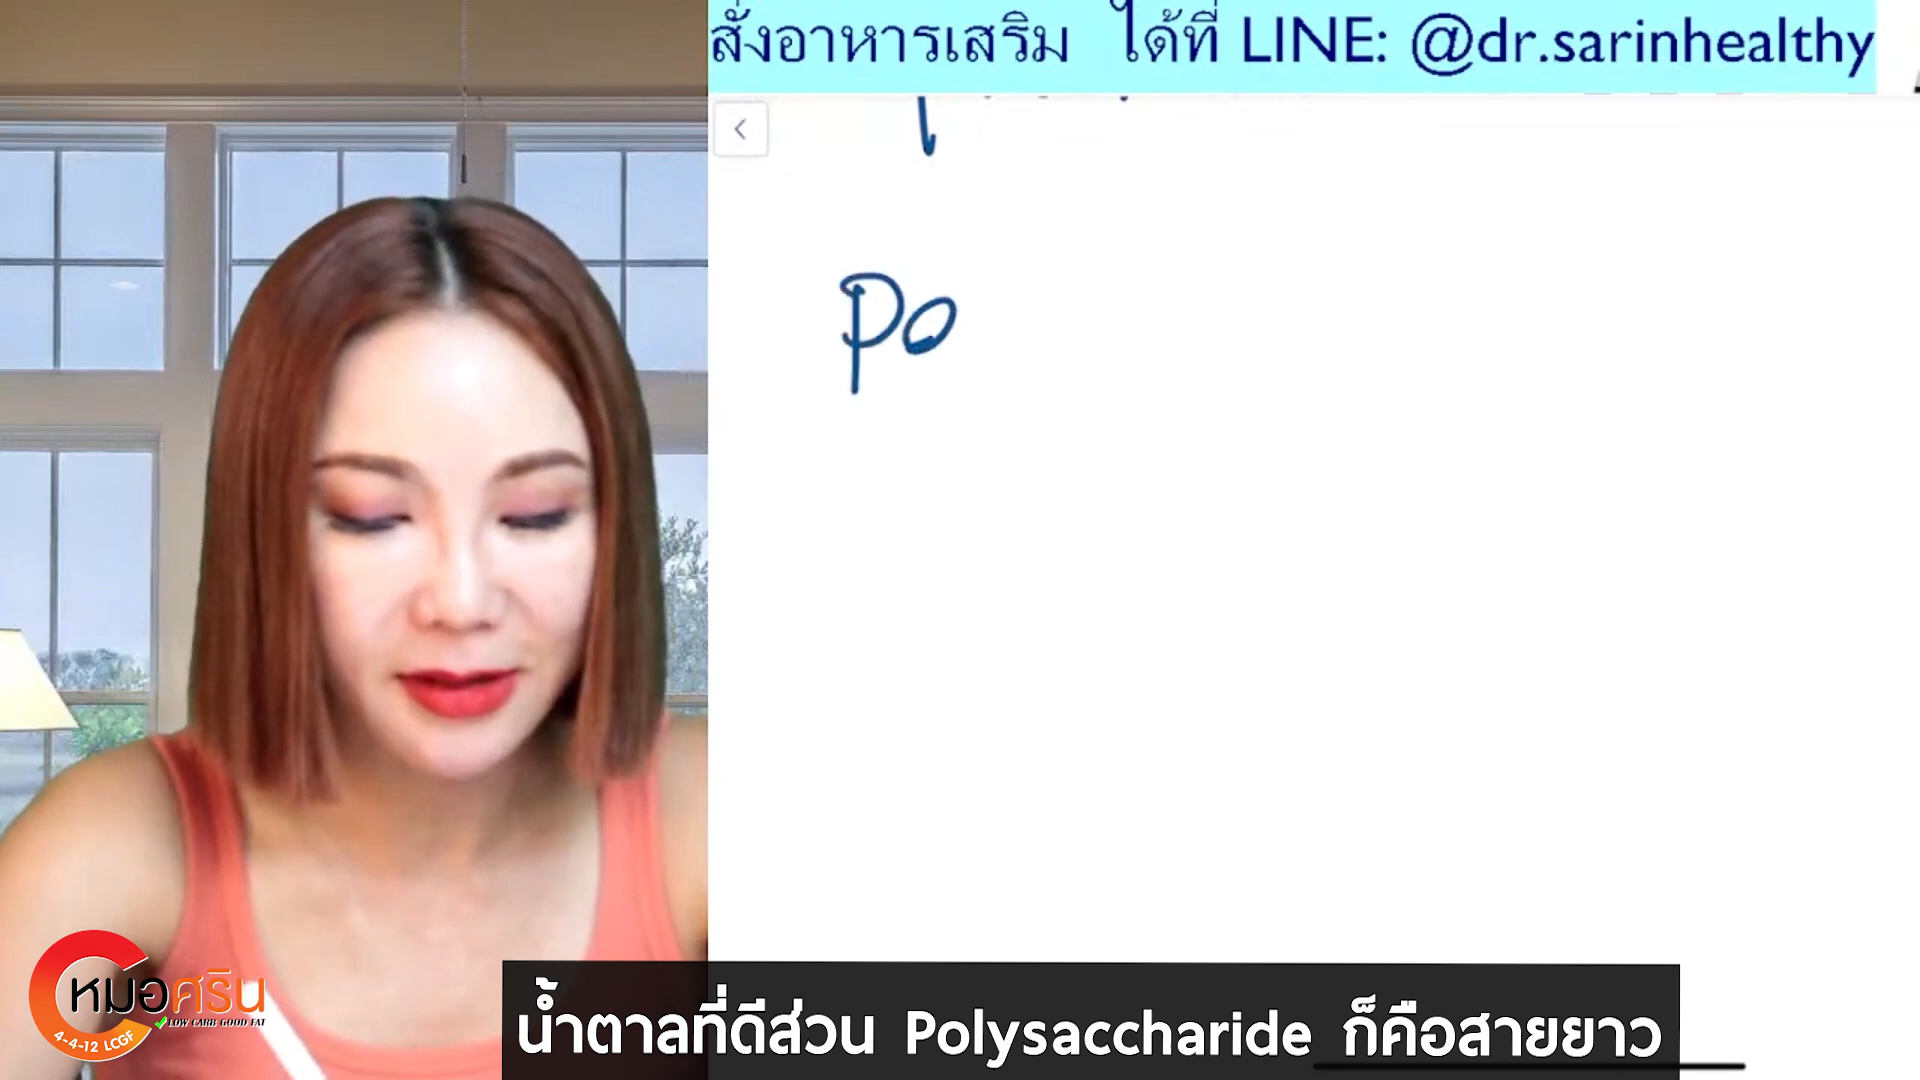 สั่งอาหารเสริม ได้ที่ LINE: @dr.sarinhealthy
Po
หมอศริน
LOW CARB GOOD FAT
4-4-12 LCGF
น้ำตาลที่ดีส่วน Polysaccharide ก็คือสายยาว